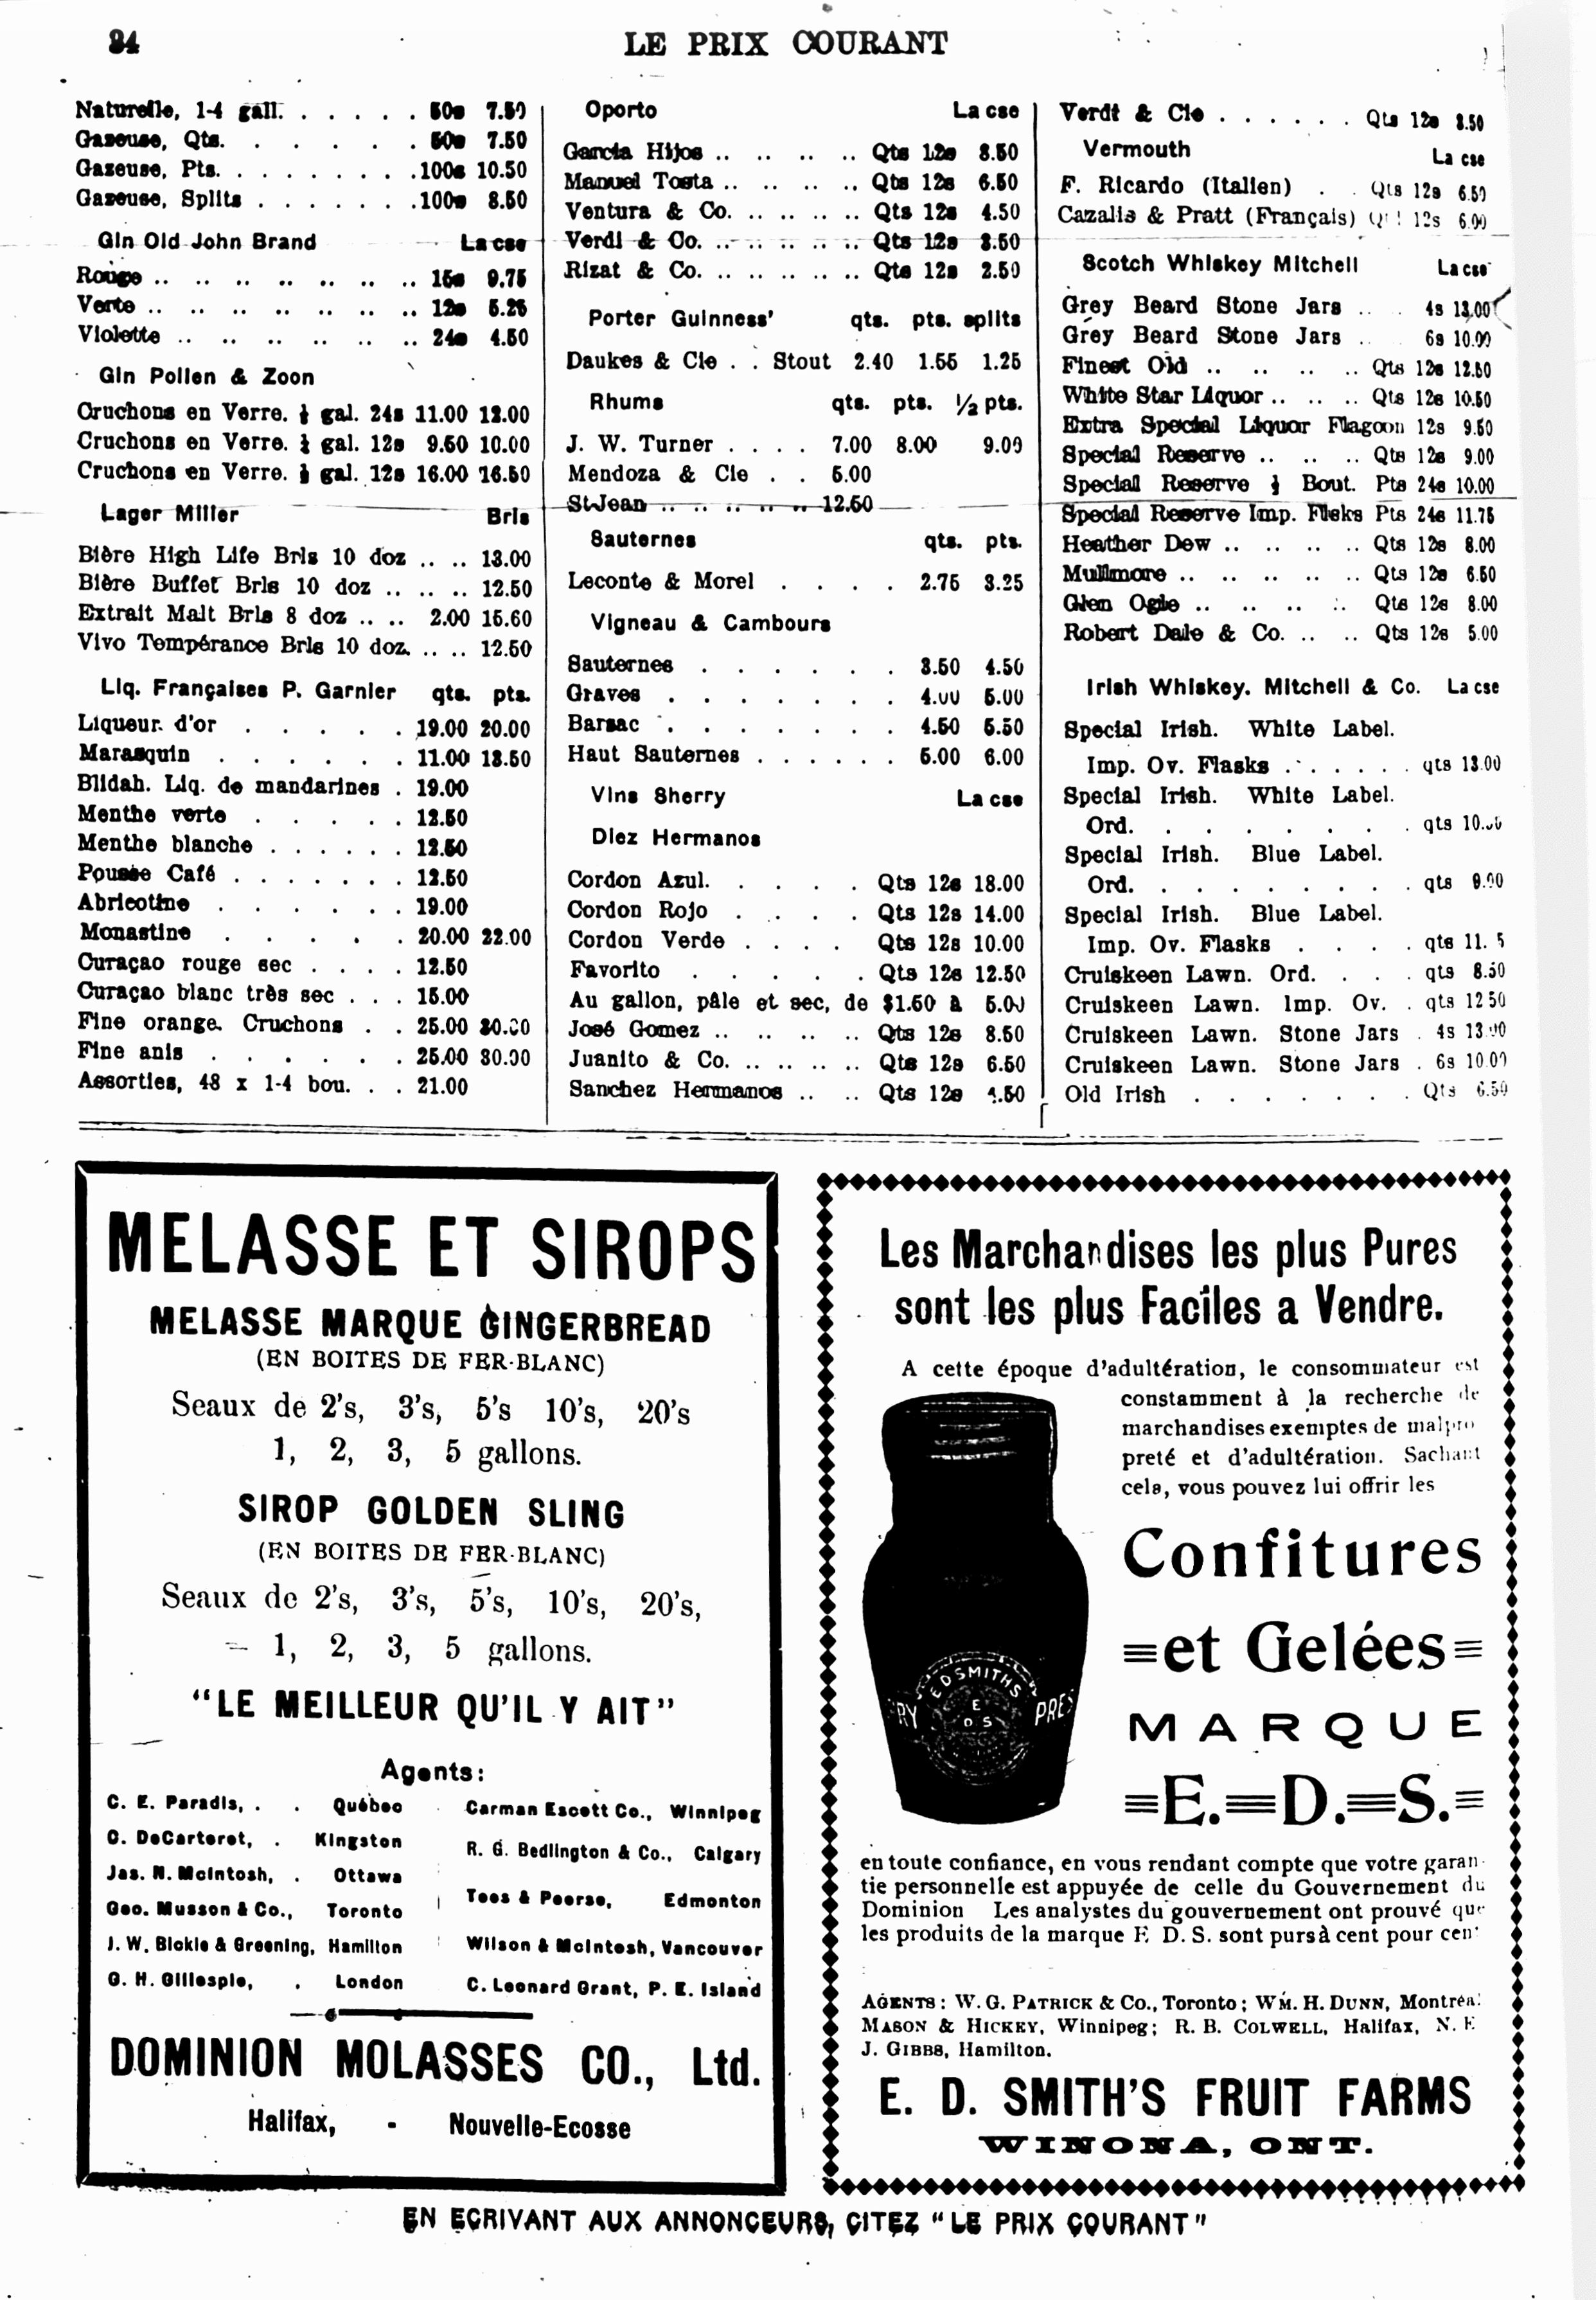 84
LE PRIX COURANT
Naturelle, 1-4 gall. . . . . . . 50s 7.50
Gazeuse, Qts. . . . . . . 50s 7.50
Gazeuse, Pts. . . . . . . . . 100s 10.50
Gazeuse, Splits . . . . . . . 100s 8.50
Gin Old John Brand La cse
Rouge .. .. .. .. .. .. .. 15s 9.75
Verte .. .. .. .. .. .. .. 12s 5.25
Violette .. .. .. .. .. .. 24s 4.50
Gin Pollen & Zoon
Cruchons en Verre. gal. 24s 11.00 12.00
Cruchons en Verre. gal. 12s 9.50 10.00
Cruchons en Verre. gal. 12s 16.00 16.50
Lager Miller Brls
Bière High Life Brls 10 doz .. .. 13.00
Bière Buffet Brls 10 doz .. .. .. 12.50
Extrait Malt Brls 8 doz .. .. 2.00 15.60
Vivo Tempérance Brls 10 doz. .. .. 12.50
Liq. Françaises P. Garnier qts. pts.
Liqueur d'or . . . . . 19.00 20.00
Marasquin . . . . . . 11.00 13.50
Blidah. Liq. de mandarines . 19.00
Menthe verte . . . . . 12.50
Menthe blanche . . . . . . 12.50
Pousse Café . . . . . . . 12.50
Abricotine . . . . . . 19.00
Monastine . . . . . 20.00 22.00
Curaçao rouge sec . . . . 12.50
Curaçao blanc très sec . . . 15.00
Fine orange. Cruchons . . 25.00 30.00
Fine anis . . . . . . 25.00 30.00
Assorties, 48 x 1-4 bou. . . 21.00
Oporto La cse
Garcia Hijos .. .. .. .. Qts 12s 8.50
Manuel Tosta .. .. .. .. Qts 12s 6.50
Ventura & Co. .. .. .. .. Qts 12s 4.50
Verdi & Co. .. .. .. .. .. Qts 12s 3.50
Rizat & Co. .. .. .. .. .. Qts 12s 2.50
Porter Guinness' qts. pts. splits
Daukes & Cie . . Stout 2.40 1.55 1.25
Rhums qts. pts. ½ pts.
J. W. Turner . . . . 7.00 8.00 9.00
Mendoza & Cie . . 5.00
St-Jean .. .. .. .. .. 12.50
Sauternes qts. pts.
Leconte & Morel . . . . 2.75 3.25
Vigneau & Cambours
Sauternes . . . . . . 3.50 4.50
Graves . . . . . . . 4.00 5.00
Barsac . . . . . . . 4.50 5.50
Haut Sauternes . . . . . . 5.00 6.00
Vins Sherry La cse
Diez Hermanos
Cordon Azul. . . . . Qts 12s 18.00
Cordon Rojo . . . . Qts 12s 14.00
Cordon Verde . . . . Qts 12s 10.00
Favorito . . . . . Qts 12s 12.50
Au gallon, pâle et sec, de $1.50 à 5.00
José Gomez .. .. .. .. Qts 12s 8.50
Juanito & Co. .. .. .. .. Qts 12s 6.50
Sanchez Hermanos .. .. Qts 12s 4.50
Verdi & Cie . . . . . . Qts 12s 3.50
Vermouth La cse
F. Ricardo (Italien) . . Qts 12s 6.50
Cazalis & Pratt (Français) 12s 6.00
Scotch Whiskey Mitchell La cse
Grey Beard Stone Jars .. . 4s 13.00
Grey Beard Stone Jars .. 6s 10.00
Finest Old .. .. .. .. Qts 12s 12.50
White Star Liquor .. .. .. Qts 12s 10.50
Extra Special Liquor Flagoon 12s 9.50
Special Reserve .. .. .. Qts 12s 9.00
Special Reserve ½ Bout. Pts 24s 10.00
Special Reserve Imp. Flsks Pts 24s 11.75
Heather Dew .. .. .. .. Qts 12s 8.00
Mullmore .. .. .. .. .. Qts 12s 6.50
Glen Ogle .. .. .. .. Qts 12s 8.00
Robert Dale & Co. .. .. Qts 12s 5.00
Irish Whiskey. Mitchell & Co. La cse
Special Irish. White Label.
Imp. Ov. Flasks . . . . . . qts 13.00
Special Irish. White Label.
Ord. . . . . . . . . qts
Special Irish. Blue Label.
Ord. . . . . . . . . qts 9.00
Special Irish. Blue Label.
Imp. Ov. Flasks . . . . qts
Cruiskeen Lawn. Ord. . . . qts 8.50
Cruiskeen Lawn. Imp. Ov. . qts 12 50
Cruiskeen Lawn. Stone Jars . 4s 13.00
Cruiskeen Lawn. Stone Jars . 6s 10.00
Old Irish . . . . . . . Qts 6.50
MELASSE ET SIROPS
MELASSE MARQUE GINGERBREAD
(EN BOITES DE FER-BLANC)
Seaux de 2's, 3's, 5's 10's, 20's
1, 2, 3, 5 gallons.
SIROP GOLDEN SLING
(EN BOITES DE FER-BLANC)
Seaux de 2's, 3's, 5's, 10's, 20's,
1, 2, 3, 5 gallons.
"LE MEILLEUR QU'IL Y AIT"
Agents:
C. E. Paradis, . . Québec
C. DeCarteret, . Kingston
Jas. N. McIntosh, . Ottawa
Geo. Musson & Co., Toronto
J. W. Bickle & Greening, Hamilton
G. H. Gillespie, . London
Carman Escott Co., Winnipeg
R. G. Bedlington & Co., Calgary
Tees & Peerse, Edmonton
Wilson & McIntosh, Vancouver
C. Leonard Grant, P. E. Island
DOMINION MOLASSES CO., Ltd.
Halifax, - Nouvelle-Ecosse
Les Marchandises les plus Pures
sont les plus Faciles a Vendre.
A cette époque d'adultération, le consommateur est
constamment à la recherche de
marchandises exemptes de malpro
preté et d'adultération. Sachant
cela, vous pouvez lui offrir les
Confitures
et Gelées
MARQUE
E. D. S.
ED SMITHS
E
D S
RY PRES
en toute confiance, en vous rendant compte que votre garan-
tie personnelle est appuyée de celle du Gouvernement du
Dominion Les analystes du gouvernement ont prouvé que
les produits de la marque E. D. S. sont purs à cent pour cent
AGENTS: W. G. PATRICK & Co., Toronto; WM. H. DUNN, Montréal
MASON & HICKEY, Winnipeg; R. B. COLWELL, Halifax, N. E
J. GIBBS, Hamilton.
E. D. SMITH'S FRUIT FARMS
WINONA, ONT.
EN ECRIVANT AUX ANNONCEURS, CITEZ "LE PRIX COURANT"